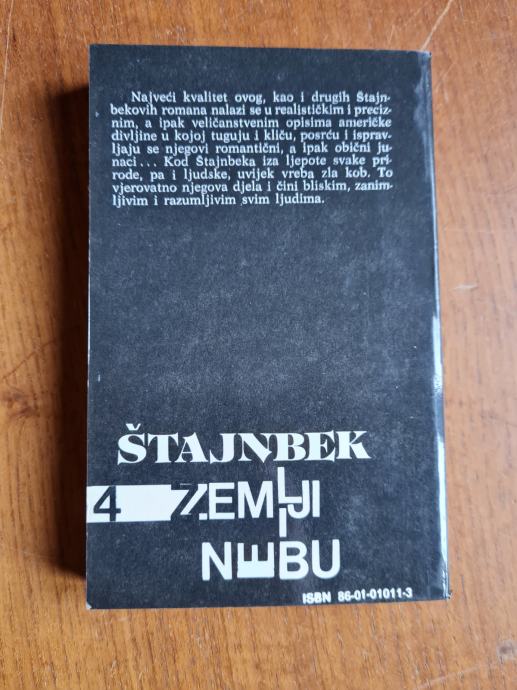 Najveći kvalitet ovog, kao i drugih Štajn-
bekovih romana nalazi se u realističkim i preciz-
nim, a ipak veličanstvenim opisima američke
divljine u kojoj tuguju i kliču, posrću i isprav-
ljaju se njegovi romantični, a ipak obični ju-
naci... Kod Štajnbeka iza ljepote svake pri-
rode, pa i ljudske, uvijek vreba zla kob. To
vjerovatno njegova djela i čini bliskim, zanim-
ljivim i razumljivim svim ljudima.
ŠTAJNBEK
4 ZEMLJI
I
NEBU
ISBN 86-01-01011-3